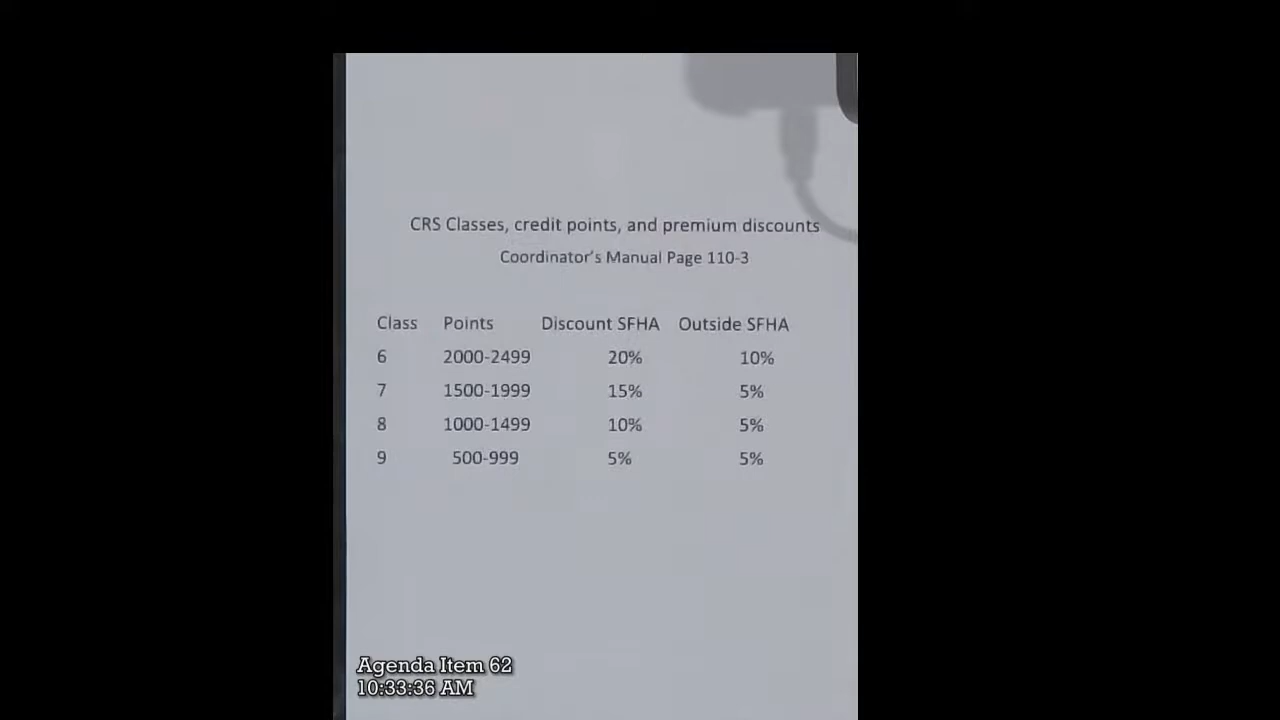 CRS Classes, credit points, and premium discounts
Coordinator's Manual Page 110-3
Class Points Discount SFHA Outside SFHA
6 2000-2499 20% 10%
7 1500-1999 15% 5%
8 1000-1499 10% 5%
9 500-999 5% 5%
Agenda Item 62
10:33:36 AM